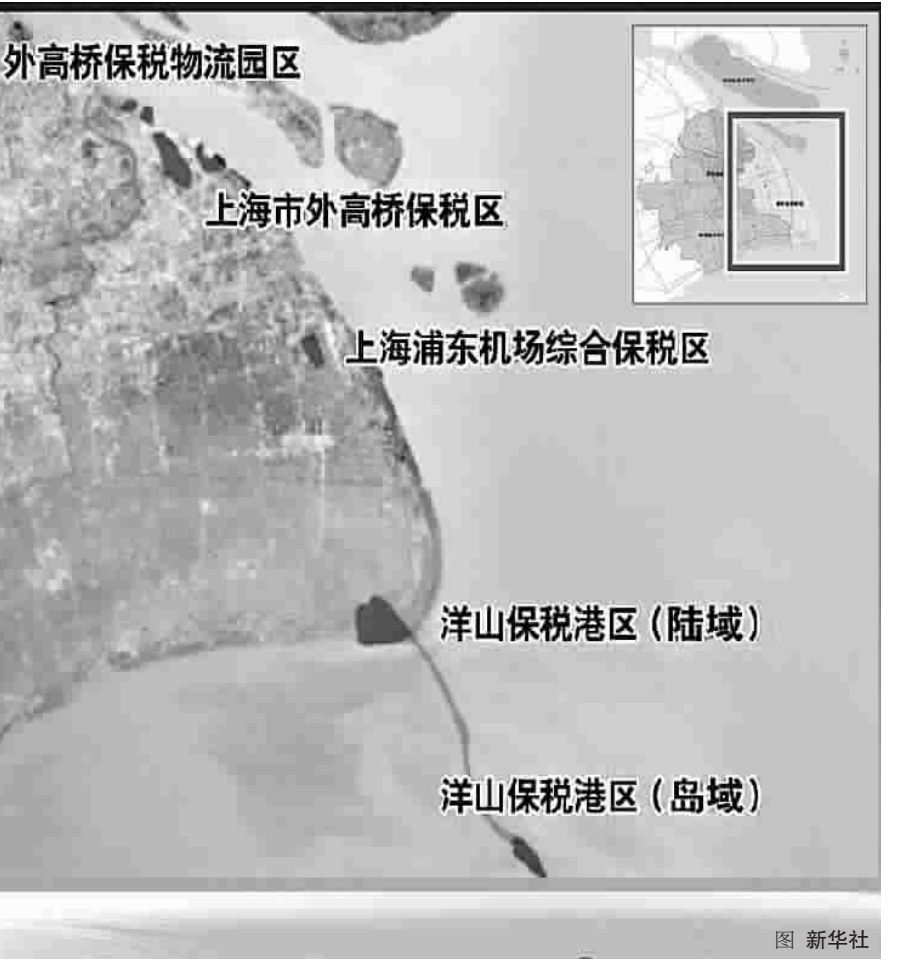 外高桥保税物流园区
上海市外高桥保税区
上海浦东机场综合保税区
洋山保税港区(陆域)
洋山保税港区(岛域)
图 新华社